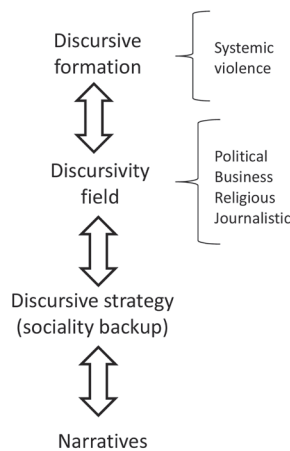 Discursive
formation
Systemic
violence
Discursivity
field
Political
Business
Religious
Journalistic
Discursive strategy
(sociality backup)
Narratives